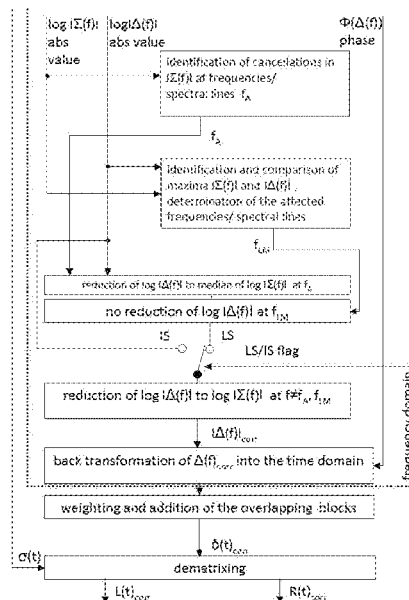 log |Σ(f)| log|Δ(f)| Φ(Δ(f))
abs abs value phase
value
Identification of cancellations in
|Σ(f)| at frequencies/
spectral lines f_A
f_A
Identification and comparison of
maxima |Σ(f)| and |Δ(f)| ,
determination of the affected
frequencies/ spectral lines
f_LM
reduction of log |Δ(f)| to median of log |Σ(f)| at f_A
no reduction of log |Δ(f)| at f_LM
IS LS
LS/IS flag
reduction of log |Δ(f)| to log |Σ(f)| at f≠f_A, f_LM
|Δ(f)|_corr
back transformation of Δ(f)_corr into the time domain
frequency domain
weighting and addition of the overlapping blocks
δ(t)_corr
σ(t)
dematrixing
L(t)_corr R(t)_corr